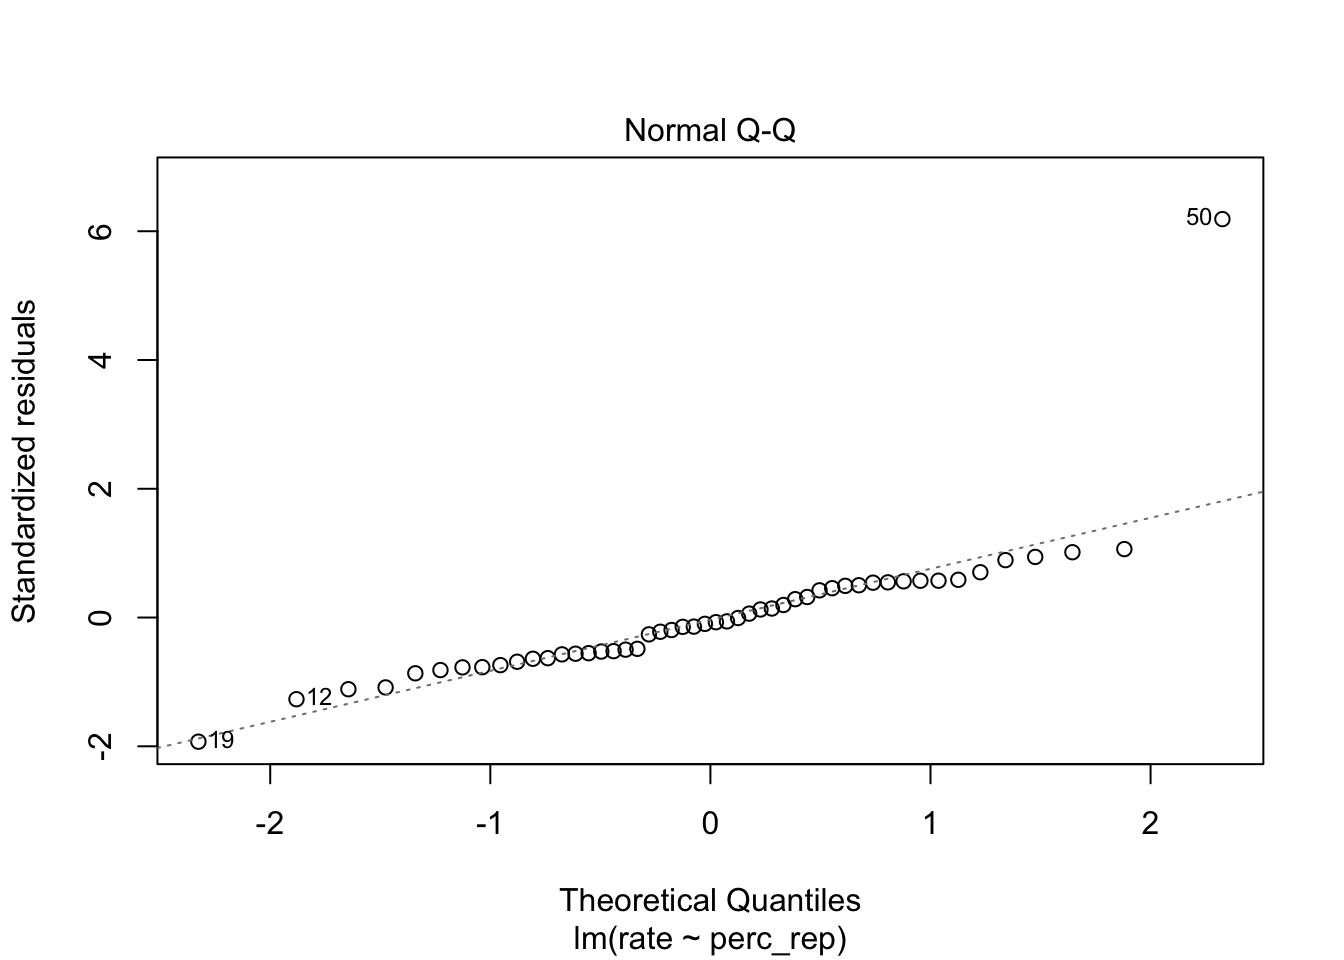 Normal Q-Q
Standardized residuals
6
4
2
0
-2
50
12
19
-2 -1 0 1 2
Theoretical Quantiles
lm(rate ~ perc_rep)